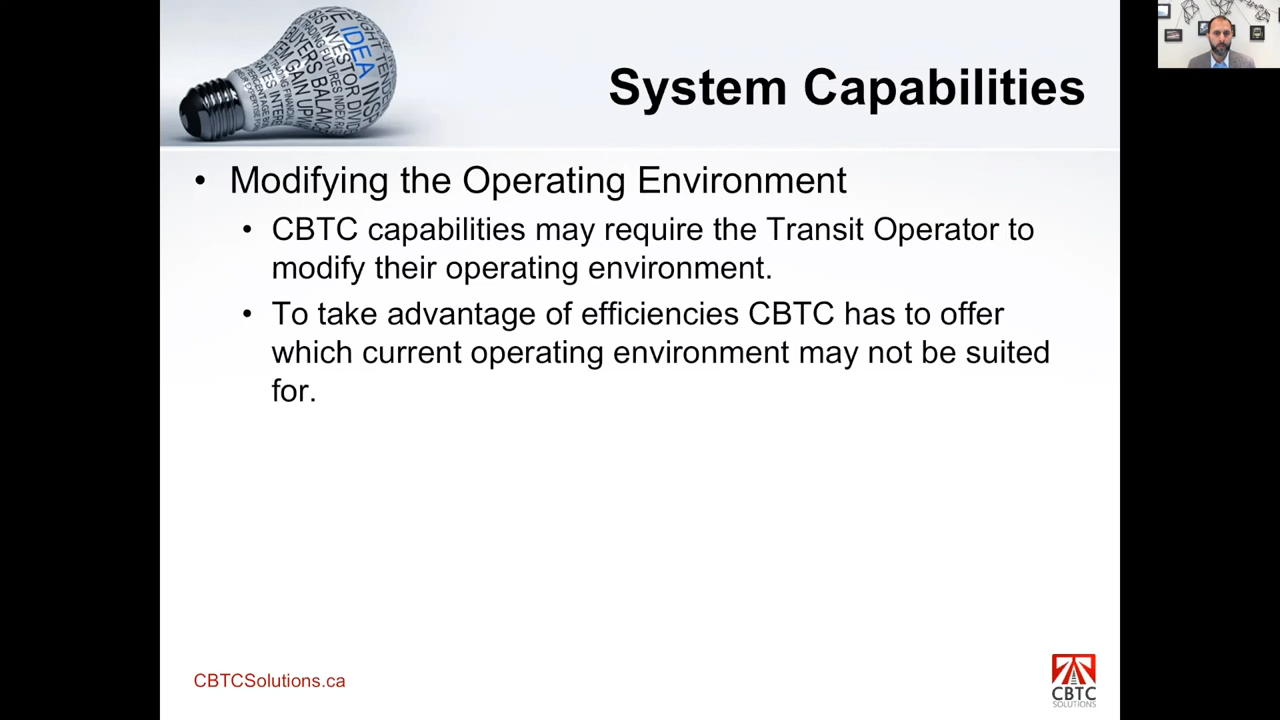 IDEA
System Capabilities
• Modifying the Operating Environment
• CBTC capabilities may require the Transit Operator to
modify their operating environment.
• To take advantage of efficiencies CBTC has to offer
which current operating environment may not be suited
for.
CBTCSolutions.ca
CBTC
SOLUTIONS